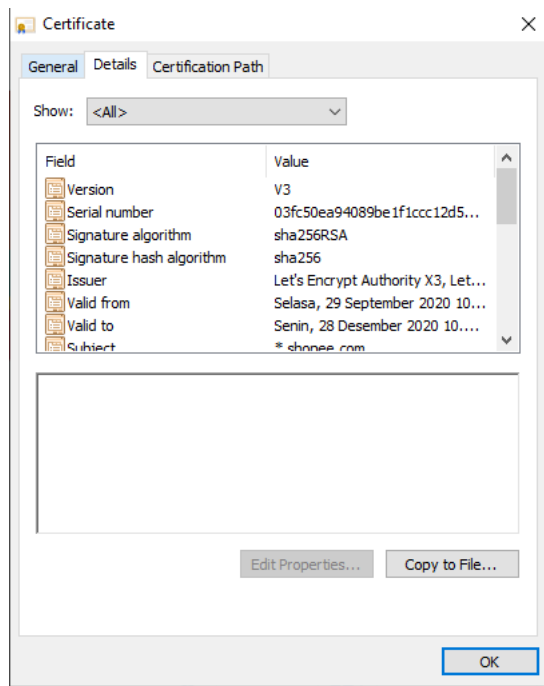 Certificate
General Details Certification Path
Show: <All>
Field Value
Version V3
Serial number 03fc50ea94089be1f1ccc12d5...
Signature algorithm sha256RSA
Signature hash algorithm sha256
Issuer Let's Encrypt Authority X3, Let...
Valid from Selasa, 29 September 2020 10...
Valid to Senin, 28 Desember 2020 10....
Subject *.shopee.com
Edit Properties... Copy to File...
OK